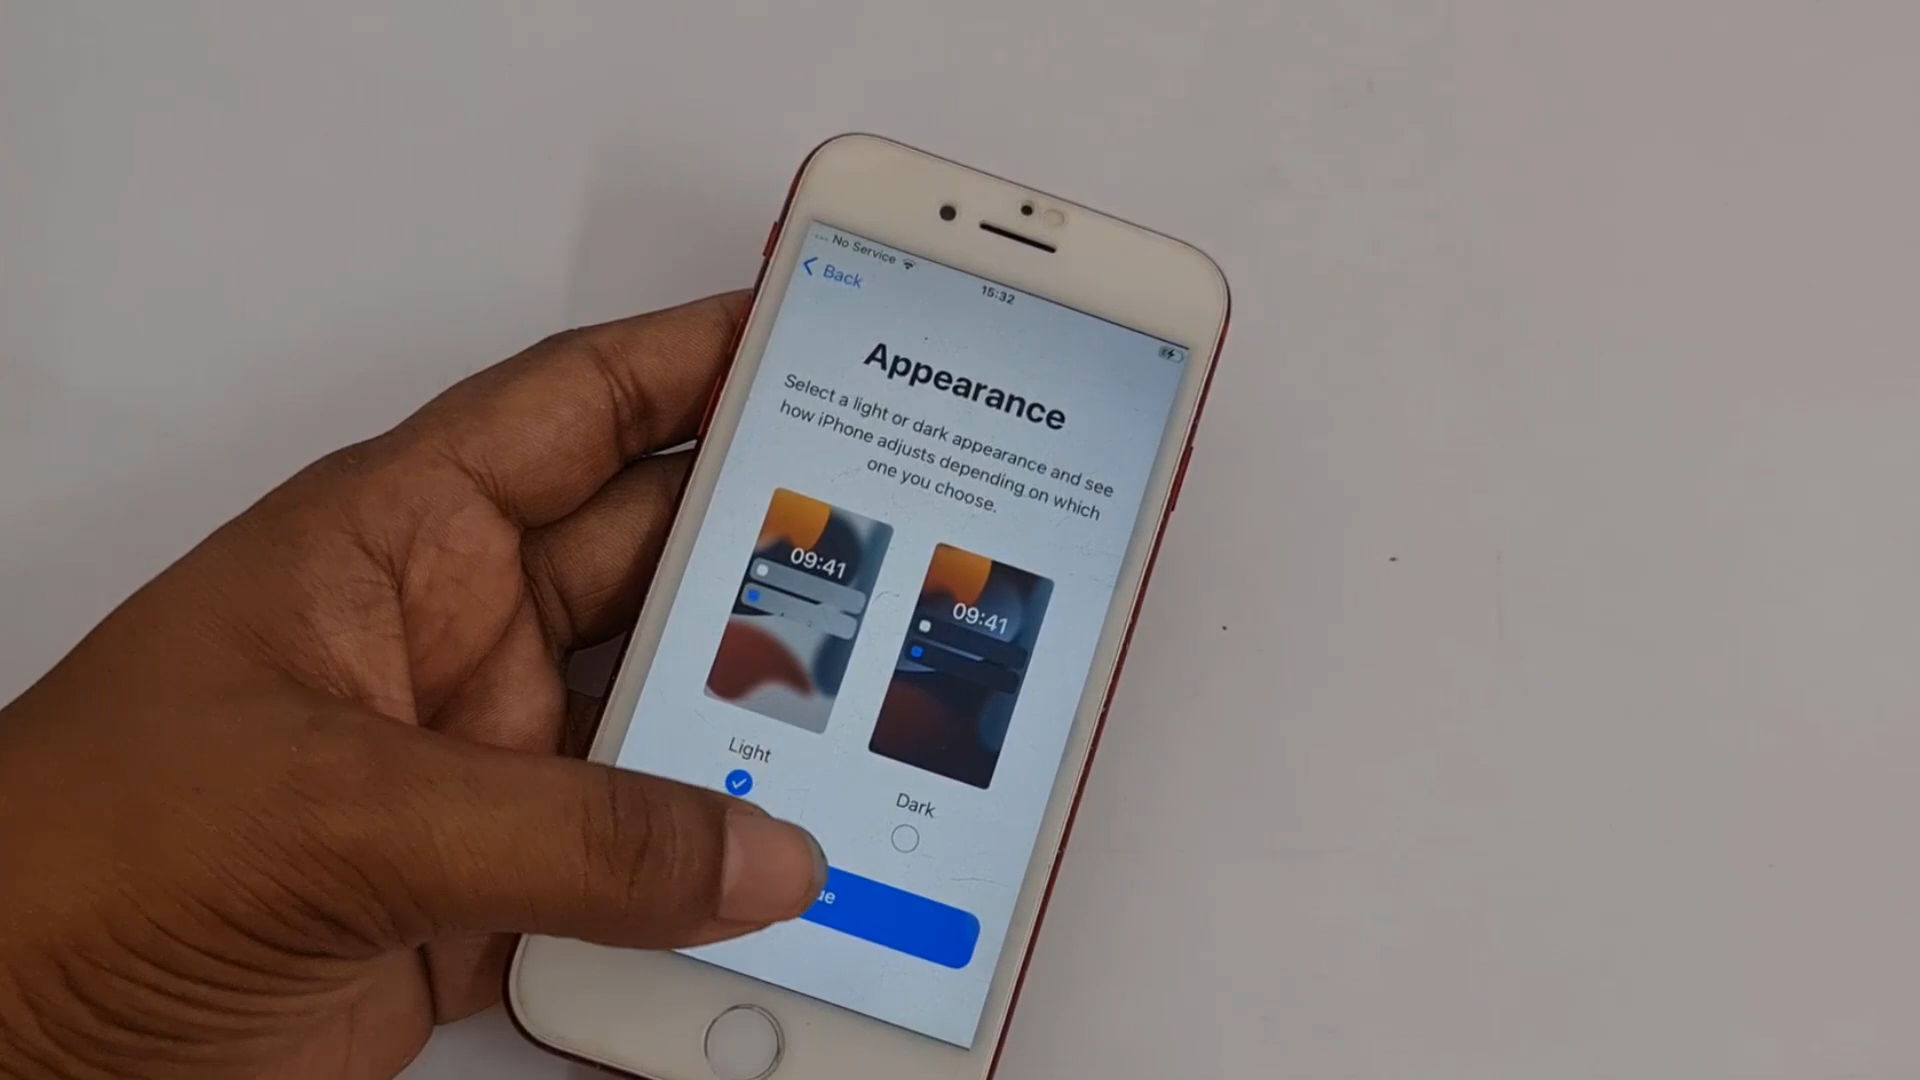 No Service
15:32
Back
Appearance
Select a light or dark appearance and see
how iPhone adjusts depending on which
one you choose.
09:41
09:41
Light
Dark
ue